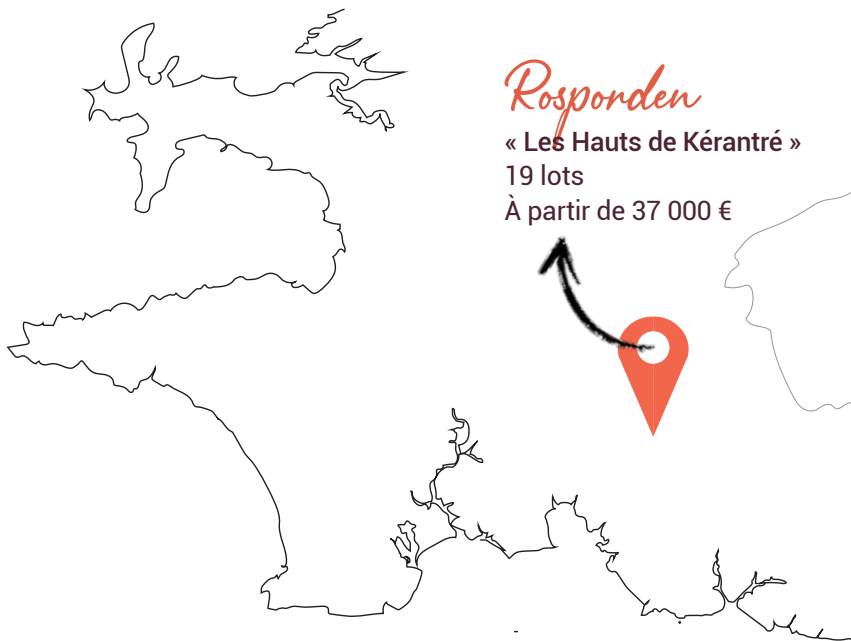 Rosporden
« Les Hauts de Kérantré »
19 lots
À partir de 37 000 €